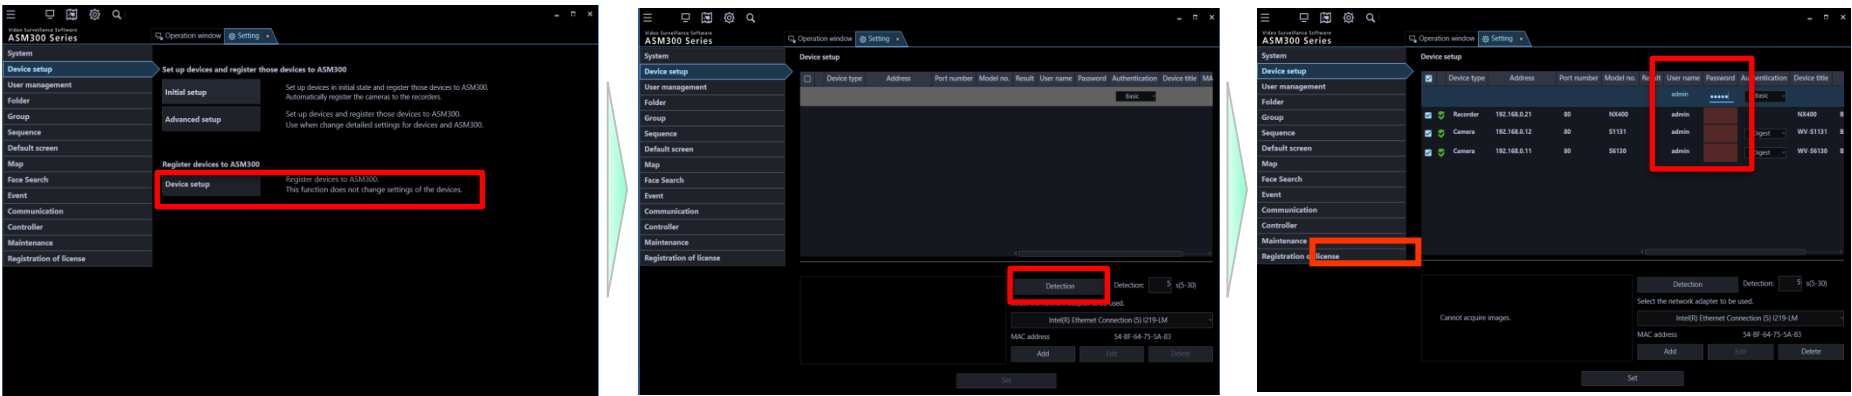 Video Surveillance Software
ASM300 Series
Operation window
Setting ×
System
Device setup
User management
Folder
Group
Sequence
Default screen
Map
Face Search
Event
Communication
Controller
Maintenance
Registration of license
Set up devices and register those devices to ASM300
Initial setup
Set up devices in initial state and register those devices to ASM300.
Automatically register the cameras to the recorders.
Advanced setup
Set up devices and register those devices to ASM300.
Use when change detailed settings for devices and ASM300.
Register devices to ASM300
Device setup
Register devices to ASM300.
This function does not change settings of the devices.
Video Surveillance Software
ASM300 Series
Operation window
Setting ×
System
Device setup
User management
Folder
Group
Sequence
Default screen
Map
Face Search
Event
Communication
Controller
Maintenance
Registration of license
Device setup
Device type Address Port number Model no. Result User name Password Authentication Device title MA
Basic
Detection
Detection: 5 s(5-30)
Select the network adapter to be used.
Intel(R) Ethernet Connection (5) I219-LM
MAC address 54-BF-64-75-5A-83
Add Edit Delete
Set
Video Surveillance Software
ASM300 Series
Operation window
Setting ×
System
Device setup
User management
Folder
Group
Sequence
Default screen
Map
Face Search
Event
Communication
Controller
Maintenance
Registration of license
Device setup
Device type Address Port number Model no. Result User name Password Authentication Device title
admin ••••• Basic
Recorder 192.168.0.21 80 NX400 admin NX400
Camera 192.168.0.12 80 S1131 admin Digest WV-S1131
Camera 192.168.0.11 80 S6130 admin Digest WV-S6130
Cannot acquire images.
Detection
Detection: 5 s(5-30)
Select the network adapter to be used.
Intel(R) Ethernet Connection (5) I219-LM
MAC address 54-BF-64-75-5A-83
Add Edit Delete
Set